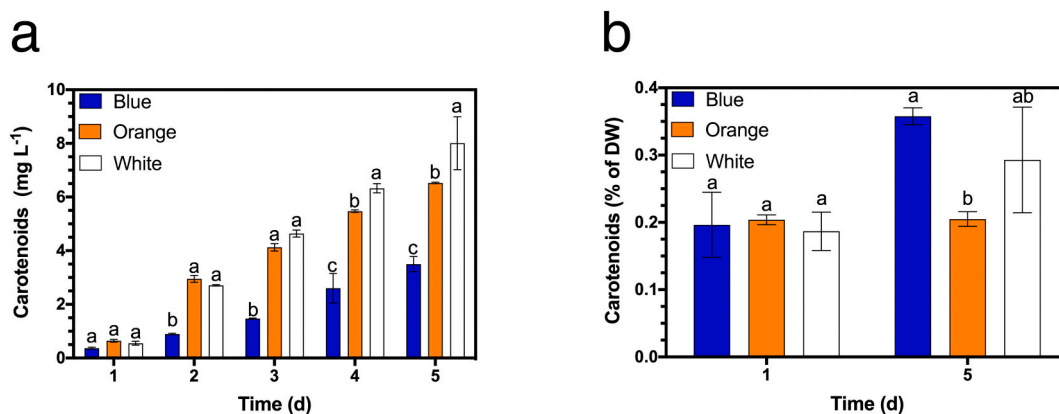 a
Carotenoids (mg L-1)
10
8
6
4
2
0
Blue
Orange
White
a a a
b a a
b a a
c b a
c b a
1 2 3 4 5
Time (d)
b
Carotenoids (% of DW)
0.4
0.3
0.2
0.1
0.0
Blue
Orange
White
a a a
a b ab
1 5
Time (d)